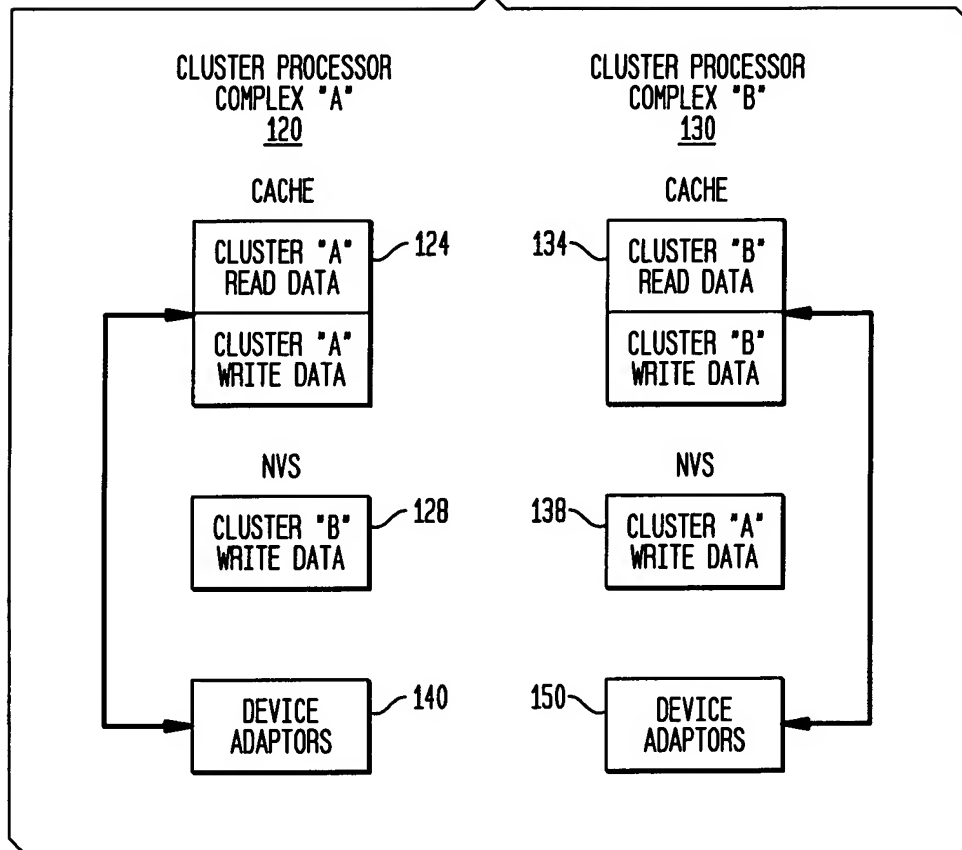 CLUSTER PROCESSOR
COMPLEX "A"
120
CACHE
CLUSTER "A"
READ DATA
124
CLUSTER "A"
WRITE DATA
NVS
CLUSTER "B"
WRITE DATA
128
DEVICE
ADAPTORS
140
CLUSTER PROCESSOR
COMPLEX "B"
130
CACHE
134
CLUSTER "B"
READ DATA
CLUSTER "B"
WRITE DATA
NVS
138
CLUSTER "A"
WRITE DATA
150
DEVICE
ADAPTORS